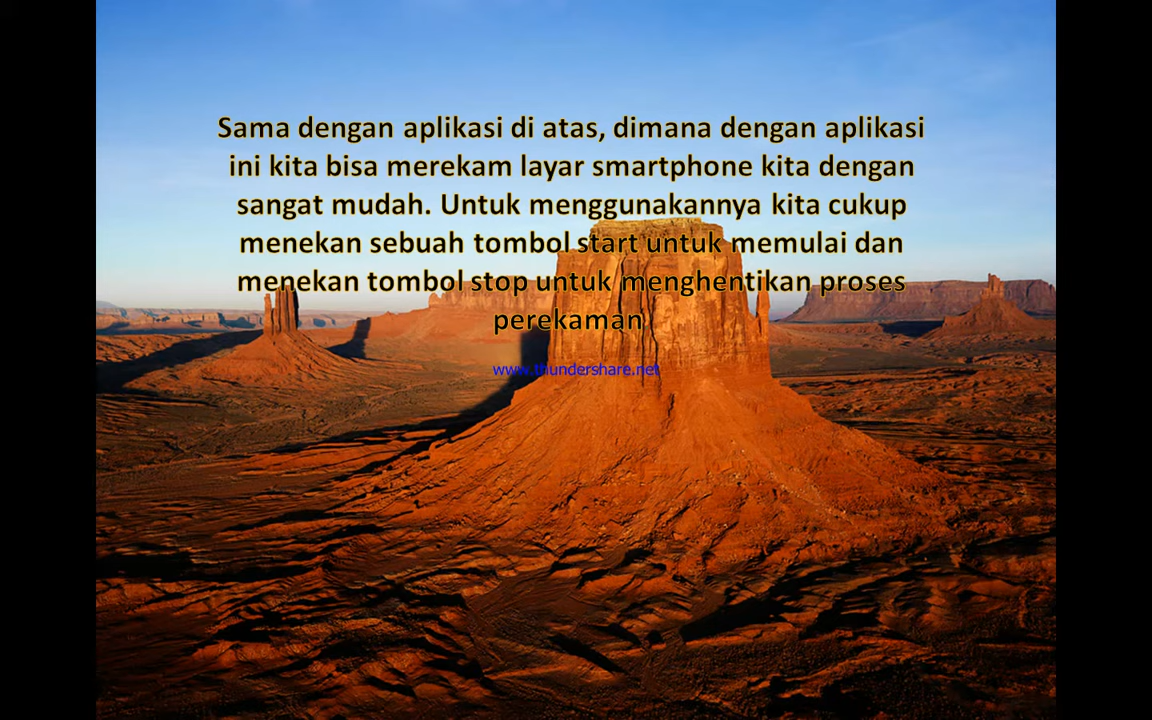 Sama dengan aplikasi di atas, dimana dengan aplikasi
ini kita bisa merekam layar smartphone kita dengan
sangat mudah. Untuk menggunakannya kita cukup
menekan sebuah tombol start untuk memulai dan
menekan tombol stop untuk menghentikan proses
perekaman
www.thundershare.net